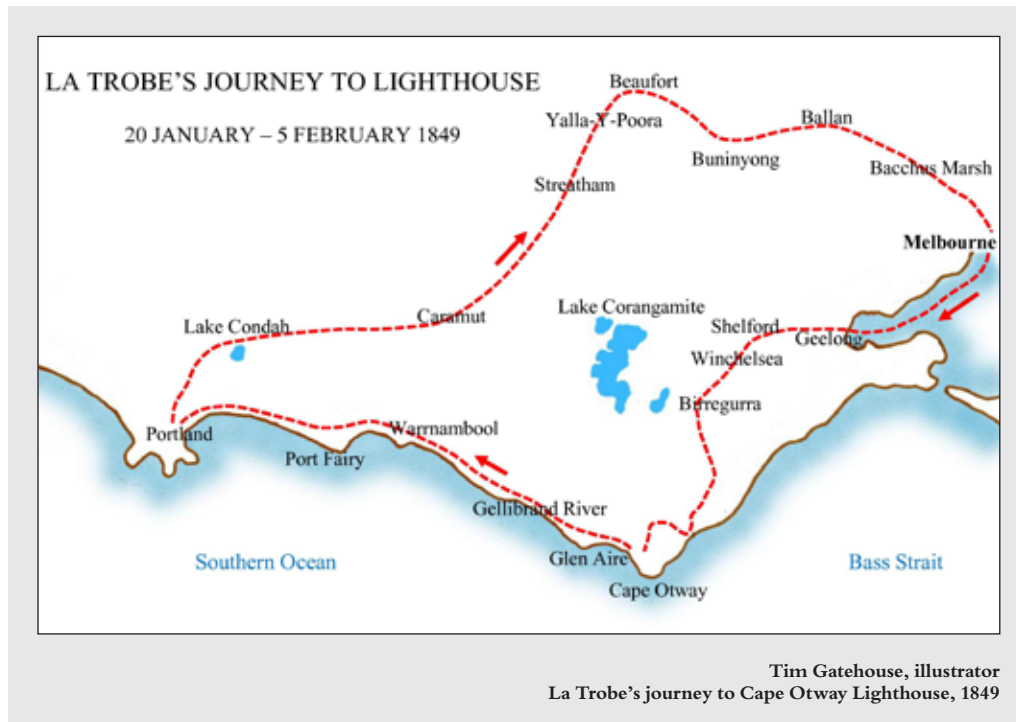 LA TROBE'S JOURNEY TO LIGHTHOUSE
20 JANUARY – 5 FEBRUARY 1849
Beaufort
Yalla-Y-Poora
Ballan
Buninyong
Bacchus Marsh
Streatham
Melbourne
Lake Corangamite
Caramut
Lake Condah
Shelford
Geelong
Winchelsea
Birregurra
Warrnambool
Portland
Port Fairy
Gellibrand River
Glen Aire
Southern Ocean
Bass Strait
Cape Otway
Tim Gatehouse, illustrator
La Trobe's journey to Cape Otway Lighthouse, 1849